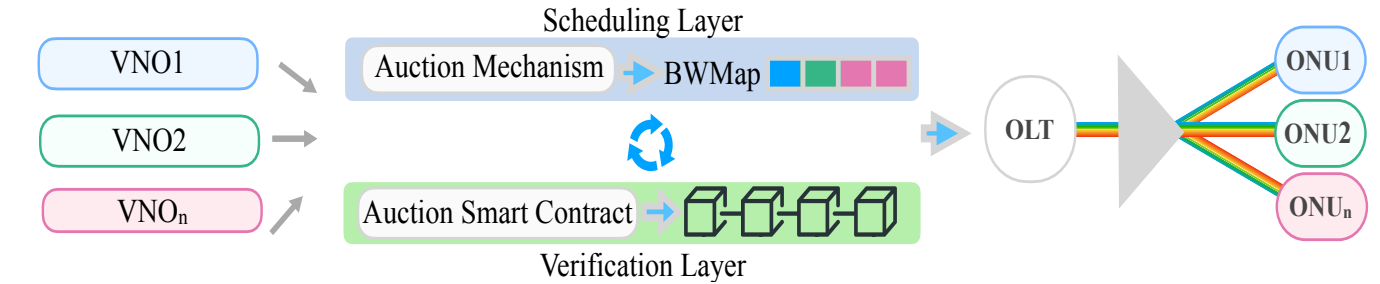 Scheduling Layer
VNO1
VNO2
VNOn
Auction Mechanism
BWMap
Auction Smart Contract
Verification Layer
OLT
ONU1
ONU2
ONUn